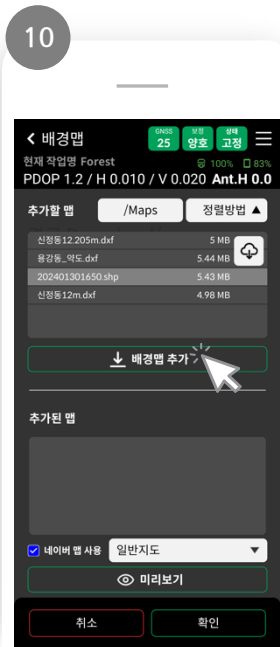 10
배경맵
GNSS 25 보정 양호 상태 고정
현재 작업명 Forest 100% 83%
PDOP 1.2 / H 0.010 / V 0.020 Ant.H 0.0
추가할 맵 /Maps 정렬방법 ▲
신정동12.205m.dxf 5 MB
용강동_약도.dxf 5.44 MB
202401301650.shp 5.43 MB
신정동12m.dxf 4.98 MB
배경맵 추가
추가된 맵
네이버 맵 사용 일반지도 ▼
미리보기
취소 확인